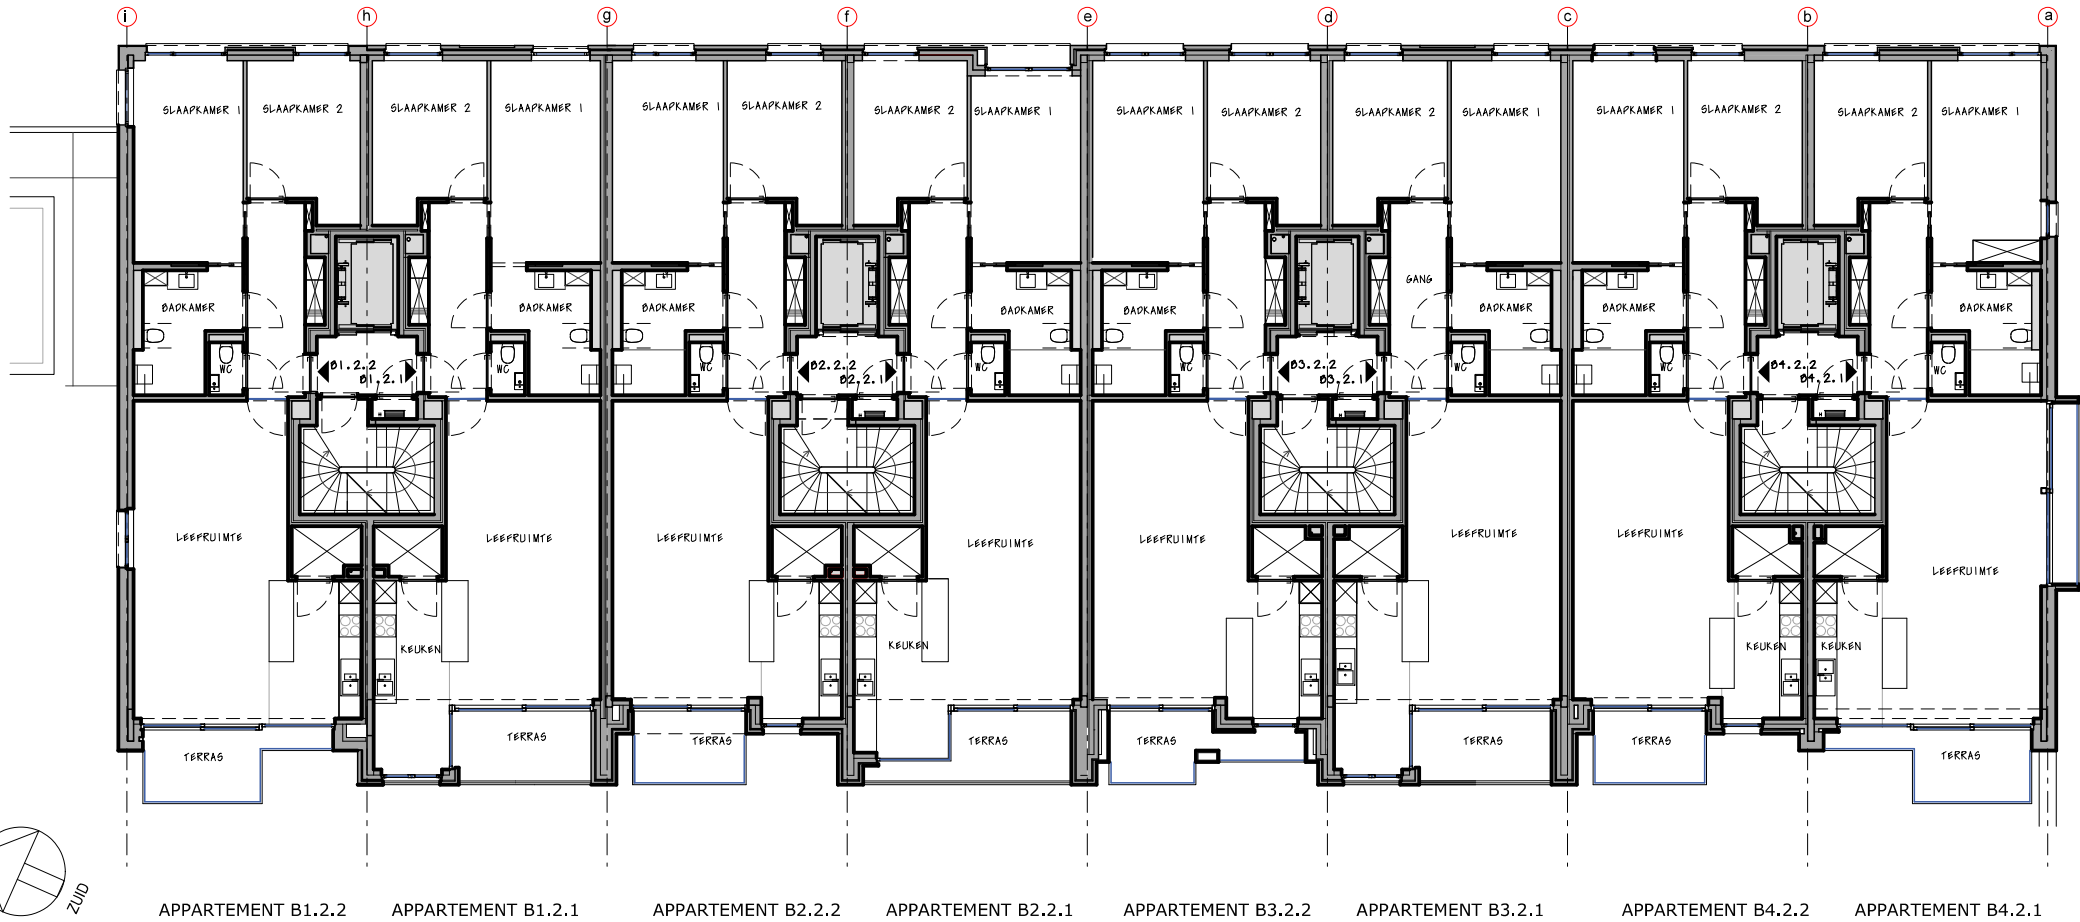 i h g f e d c b a
SLAAPKAMER 1 SLAAPKAMER 2 SLAAPKAMER 2 SLAAPKAMER 1 SLAAPKAMER 1 SLAAPKAMER 2 SLAAPKAMER 2 SLAAPKAMER 1 SLAAPKAMER 1 SLAAPKAMER 2 SLAAPKAMER 2 SLAAPKAMER 1 SLAAPKAMER 1 SLAAPKAMER 2 SLAAPKAMER 2 SLAAPKAMER 1
GANG
BADKAMER BADKAMER BADKAMER BADKAMER BADKAMER BADKAMER BADKAMER BADKAMER
WC WC WC WC WC WC WC WC
B1.2.2 B2.2.2 B3.2.2 B4.2.2
B1.2.1 B2.2.1 B3.2.1 B4.2.1
LEEFRUIMTE LEEFRUIMTE LEEFRUIMTE LEEFRUIMTE LEEFRUIMTE LEEFRUIMTE LEEFRUIMTE LEEFRUIMTE
KEUKEN KEUKEN KEUKEN KEUKEN
TERRAS TERRAS TERRAS TERRAS TERRAS TERRAS TERRAS TERRAS
ZUID
APPARTEMENT B1.2.2 APPARTEMENT B1.2.1 APPARTEMENT B2.2.2 APPARTEMENT B2.2.1 APPARTEMENT B3.2.2 APPARTEMENT B3.2.1 APPARTEMENT B4.2.2 APPARTEMENT B4.2.1